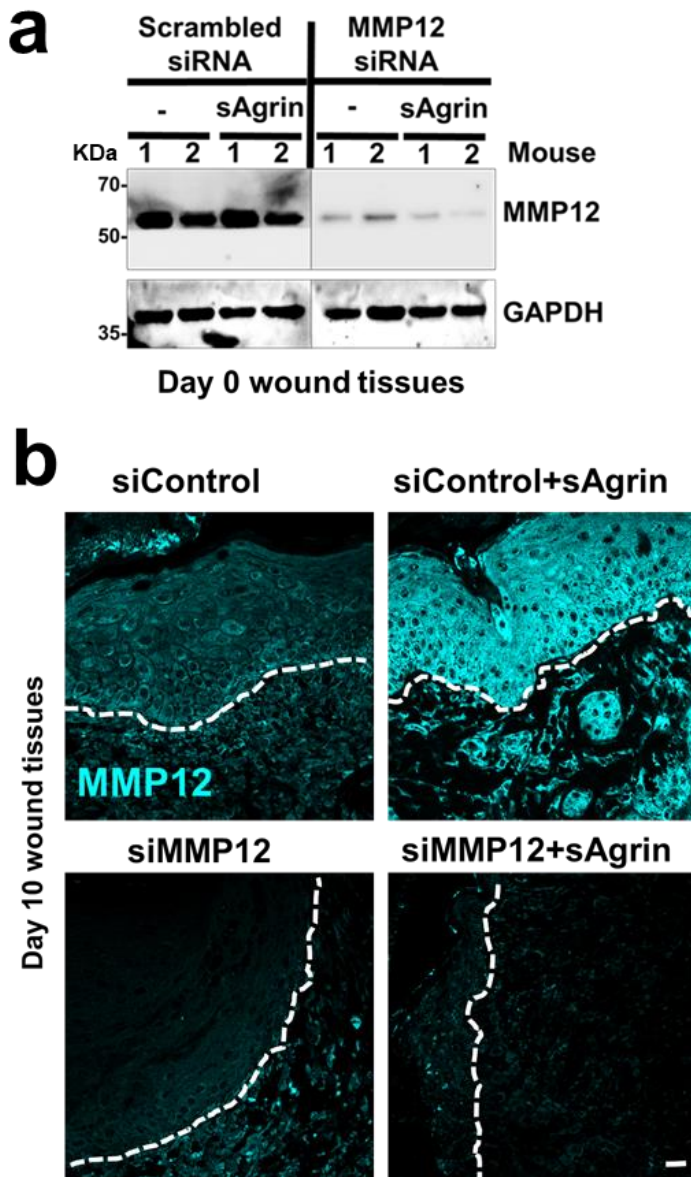 a
Scrambled siRNA
MMP12 siRNA
- sAgrin - sAgrin
KDa 1 2 1 2 1 2 1 2 Mouse
70-
MMP12
50-
GAPDH
35-
Day 0 wound tissues
b
siControl siControl+sAgrin
MMP12
siMMP12 siMMP12+sAgrin
Day 10 wound tissues